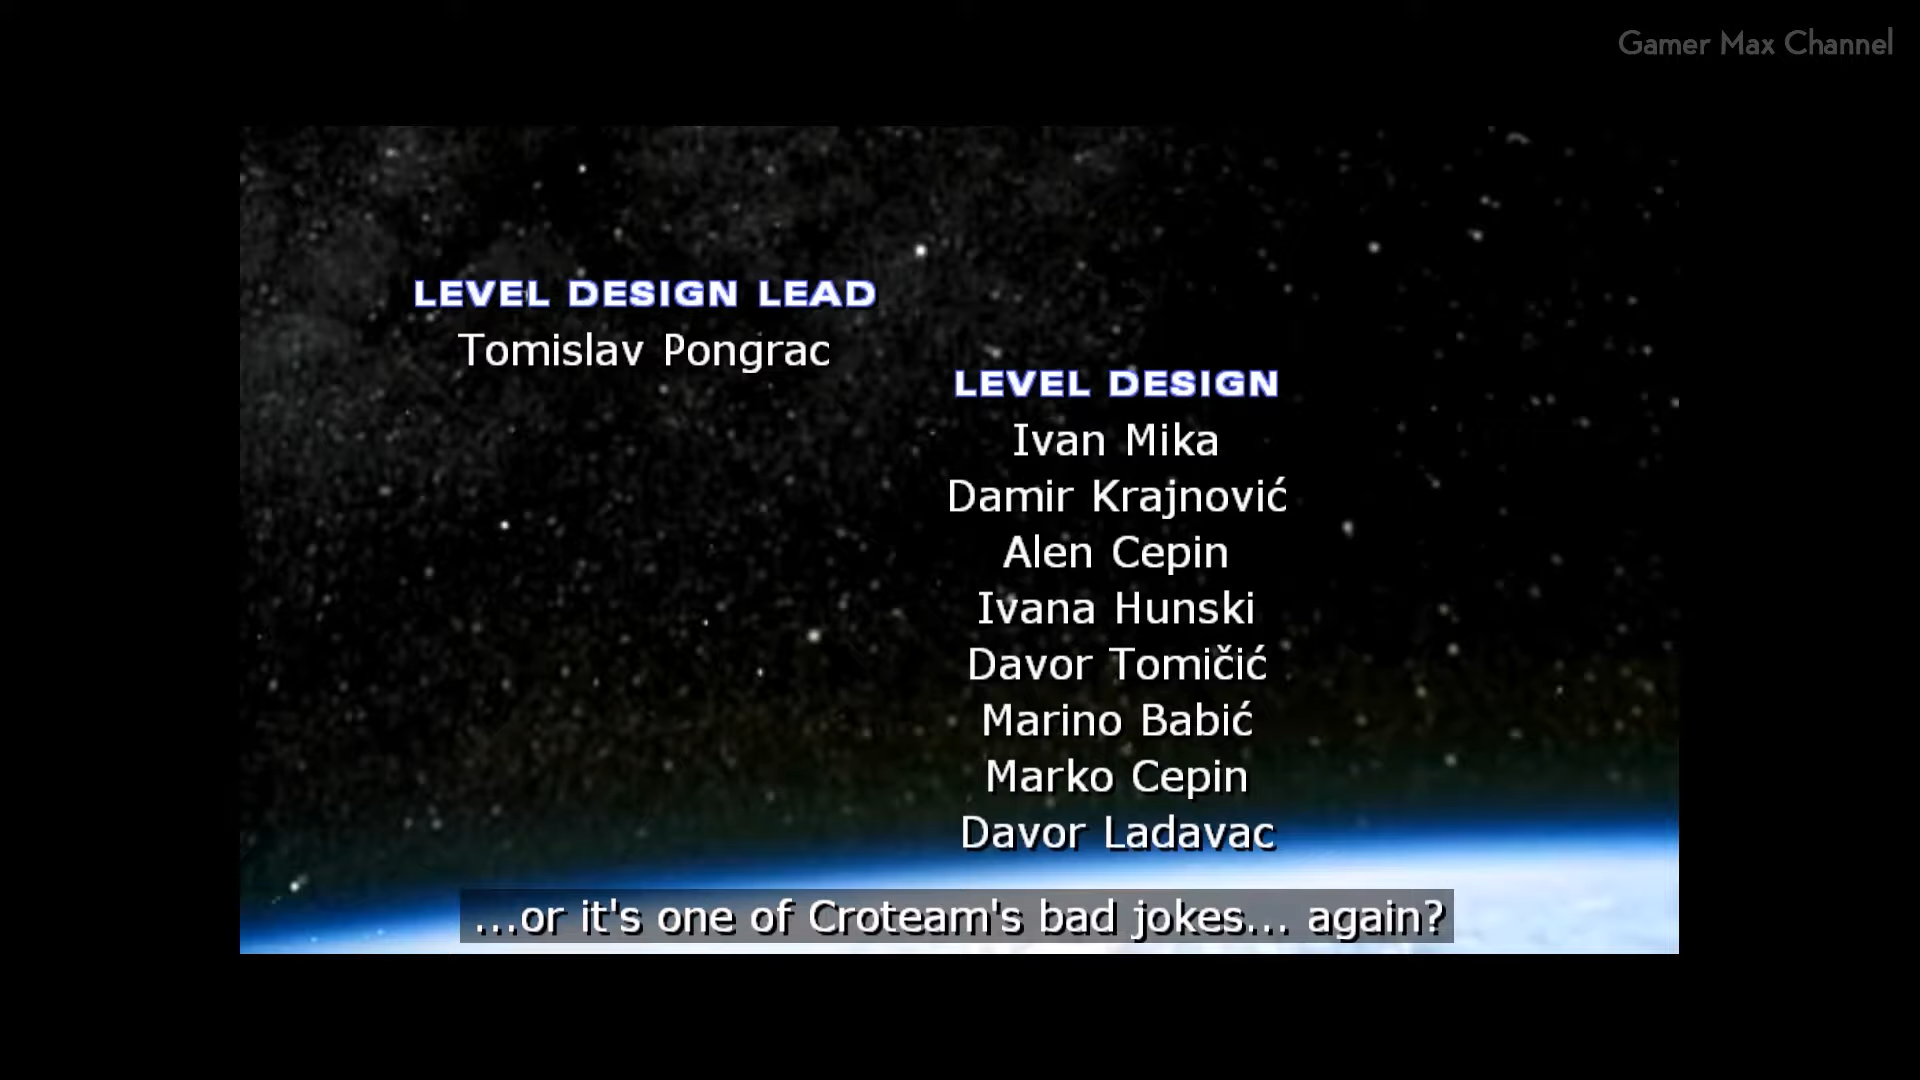 Gamer Max Channel
LEVEL DESIGN LEAD
Tomislav Pongrac
LEVEL DESIGN
Ivan Mika
Damir Krajnović
Alen Cepin
Ivana Hunski
Davor Tomičić
Marino Babić
Marko Cepin
Davor Ladavac
...or it's one of Croteam's bad jokes... again?